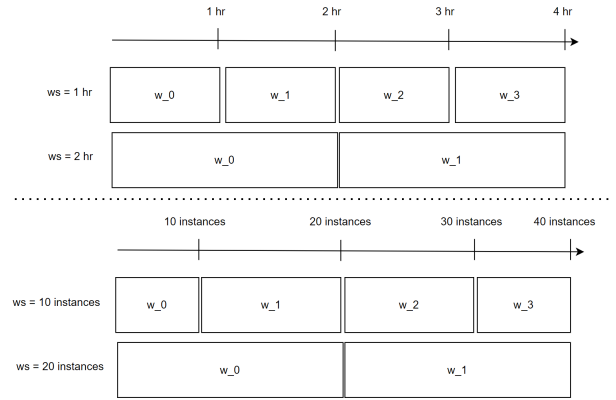 1 hr 2 hr 3 hr 4 hr
ws = 1 hr w_0 w_1 w_2 w_3
ws = 2 hr w_0 w_1
10 instances 20 instances 30 instances 40 instances
ws = 10 instances w_0 w_1 w_2 w_3
ws = 20 instances w_0 w_1